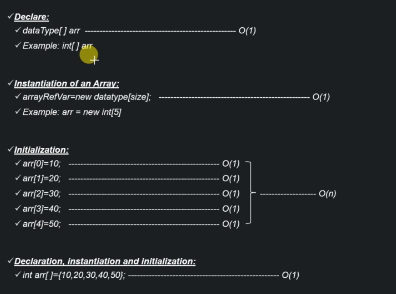 ✓ Declare:
✓ dataType[ ] arr -------------------------------------------------- O(1)
✓ Example: int[ ] arr
✓ Instantiation of an Array:
✓ arrayRefVar=new datatype[size]; -------------------------------------------------- O(1)
✓ Example: arr = new int[5]
✓ Initialization:
✓ arr[0]=10; -------------------------------------------------- O(1)
✓ arr[1]=20; -------------------------------------------------- O(1)
✓ arr[2]=30; -------------------------------------------------- O(1) ------------------- O(n)
✓ arr[3]=40; -------------------------------------------------- O(1)
✓ arr[4]=50; -------------------------------------------------- O(1)
✓ Declaration, instantiation and initialization:
✓ int arr[ ]={10,20,30,40,50}; -------------------------------------------------- O(1)